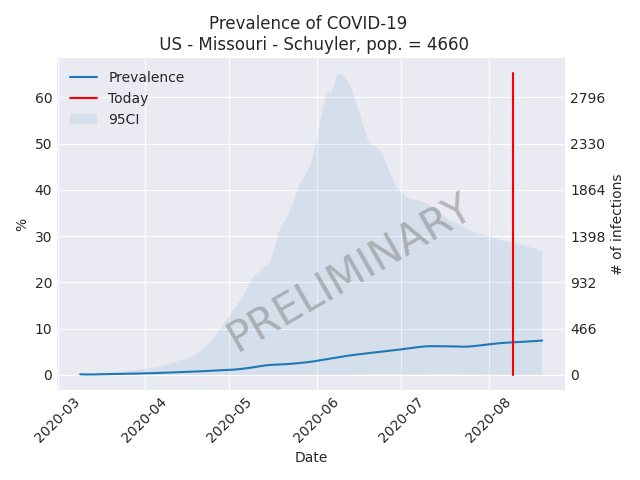 Prevalence of COVID-19
US - Missouri - Schuyler, pop. = 4660
Prevalence
Today
95CI
60
50
40
30
20
10
0
%
2796
2330
1864
1398
932
466
0
# of infections
PRELIMINARY
2020-03
2020-04
2020-05
2020-06
2020-07
2020-08
Date